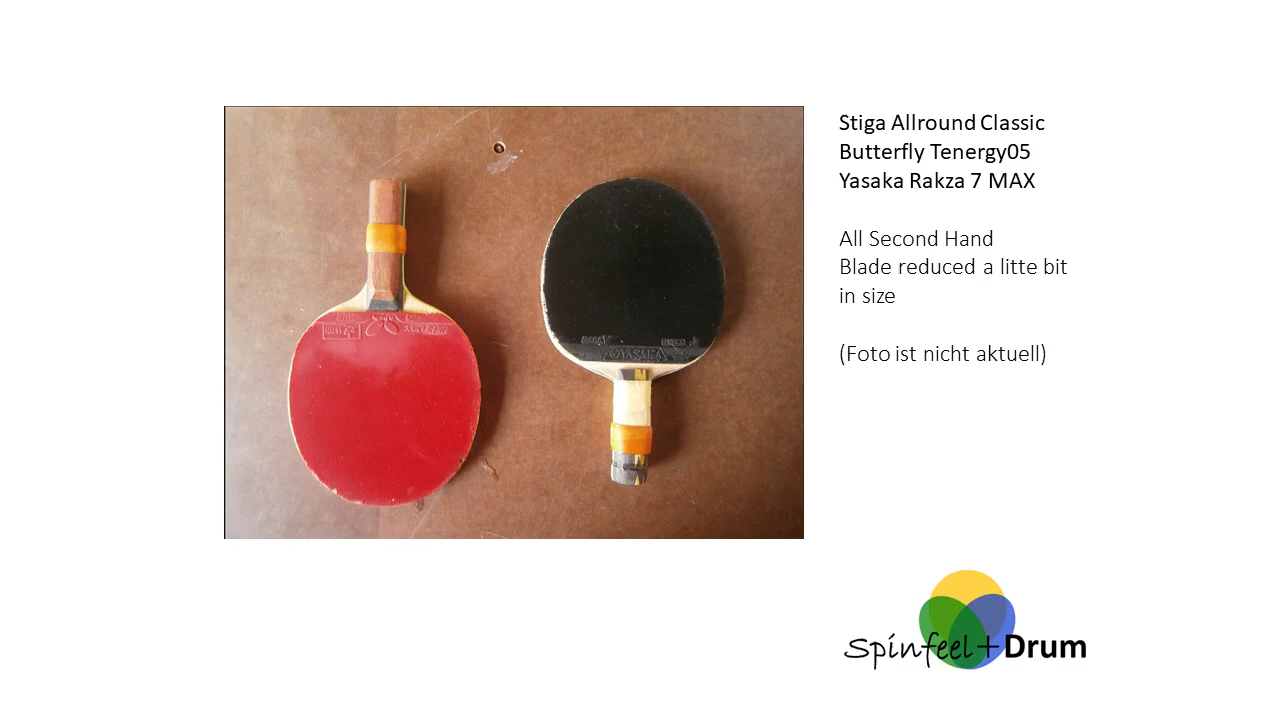 Stiga Allround Classic
Butterfly Tenergy05
Yasaka Rakza 7 MAX
All Second Hand
Blade reduced a litte bit
in size
(Foto ist nicht aktuell)
YASAKA
Spinfeel+Drum